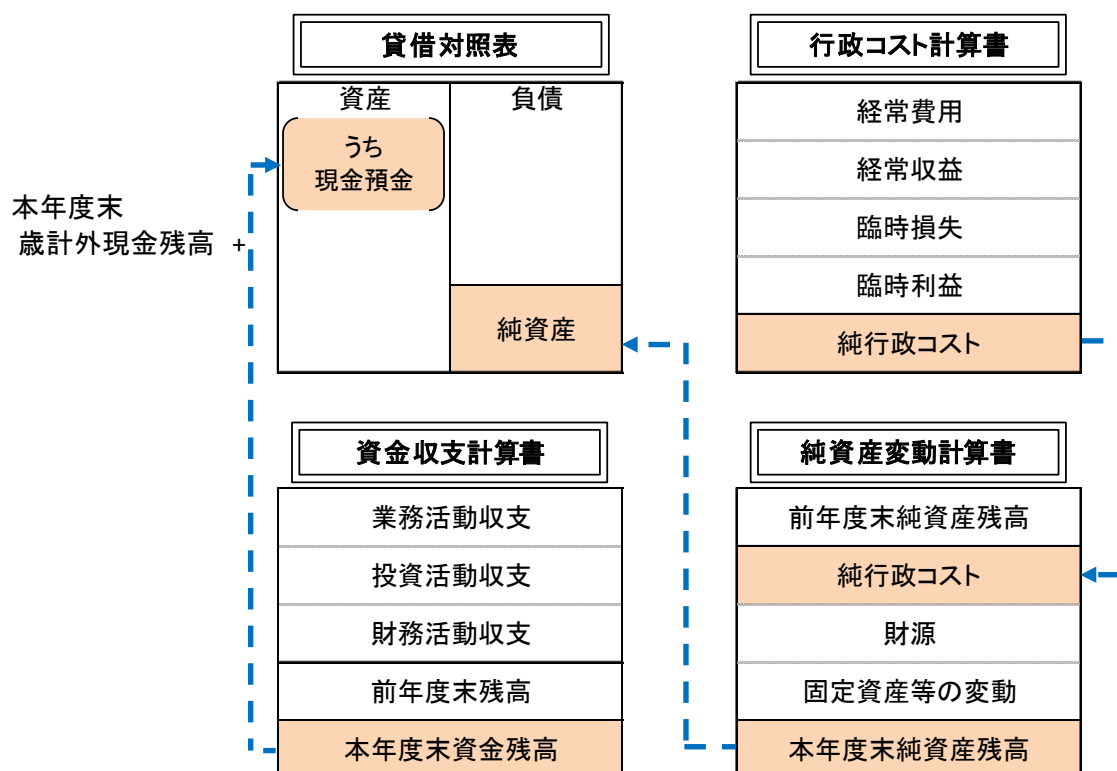 貸借対照表
資産
負債
うち
現金預金
純資産
本年度末
歳計外現金残高 +
行政コスト計算書
経常費用
経常収益
臨時損失
臨時利益
純行政コスト
資金収支計算書
業務活動収支
投資活動収支
財務活動収支
前年度末残高
本年度末資金残高
純資産変動計算書
前年度末純資産残高
純行政コスト
財源
固定資産等の変動
本年度末純資産残高